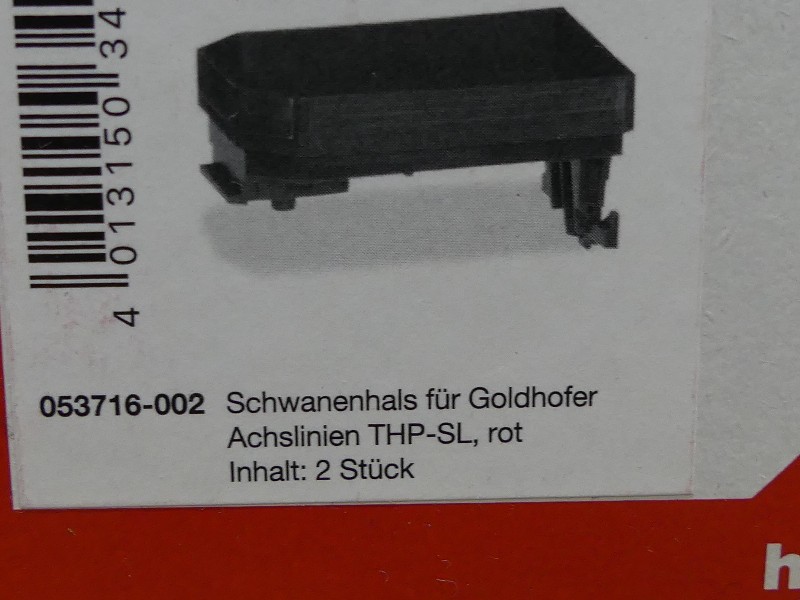 4 013150 34
053716-002 Schwanenhals für Goldhofer
Achslinien THP-SL, rot
Inhalt: 2 Stück
h